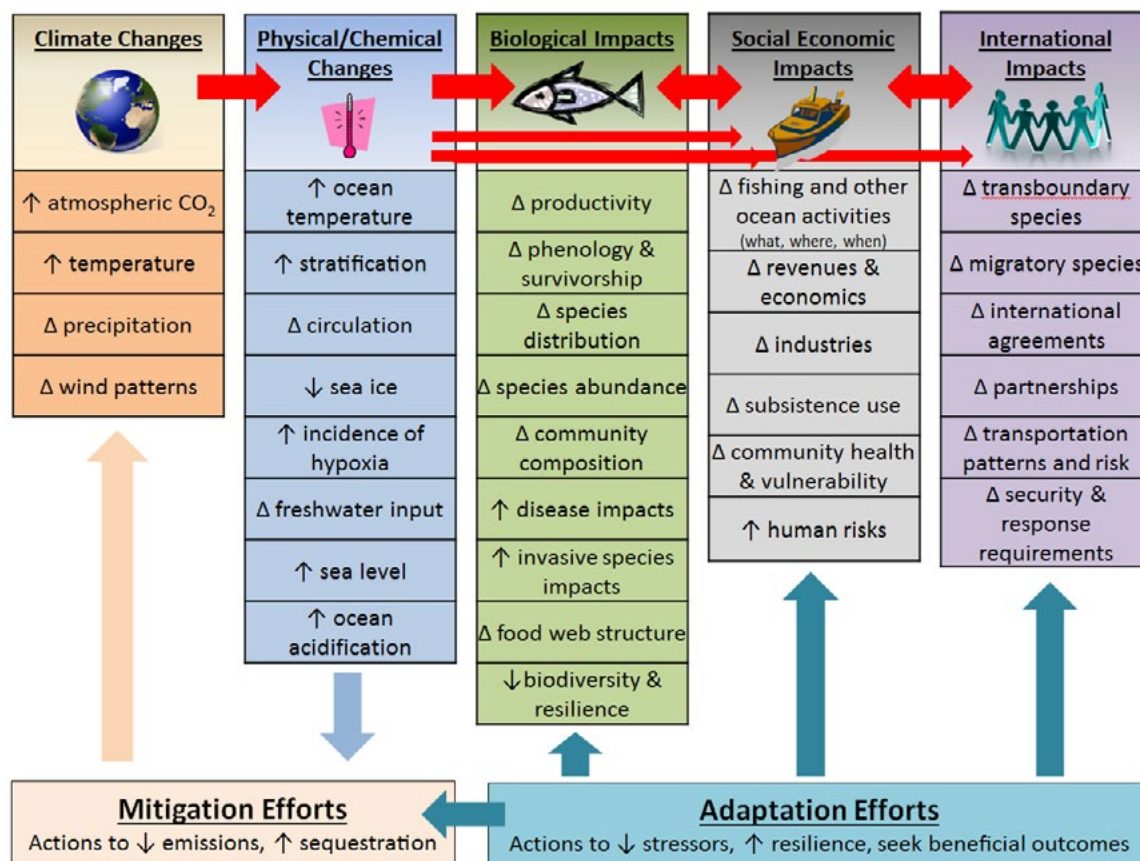 Climate Changes
↑ atmospheric CO₂
↑ temperature
Δ precipitation
Δ wind patterns
Physical/Chemical
Changes
↑ ocean
temperature
↑ stratification
Δ circulation
↓ sea ice
↑ incidence of
hypoxia
Δ freshwater input
↑ sea level
↑ ocean
acidification
Biological Impacts
Δ productivity
Δ phenology &
survivorship
Δ species
distribution
Δ species abundance
Δ community
composition
↑ disease impacts
↑ invasive species
impacts
Δ food web structure
↓ biodiversity &
resilience
Social Economic
Impacts
Δ fishing and other
ocean activities
(what, where, when)
Δ revenues &
economics
Δ industries
Δ subsistence use
Δ community health
& vulnerability
↑ human risks
International
Impacts
Δ transboundary
species
Δ migratory species
Δ international
agreements
Δ partnerships
Δ transportation
patterns and risk
Δ security &
response
requirements
Mitigation Efforts
Actions to ↓ emissions, ↑ sequestration
Adaptation Efforts
Actions to ↓ stressors, ↑ resilience, seek beneficial outcomes